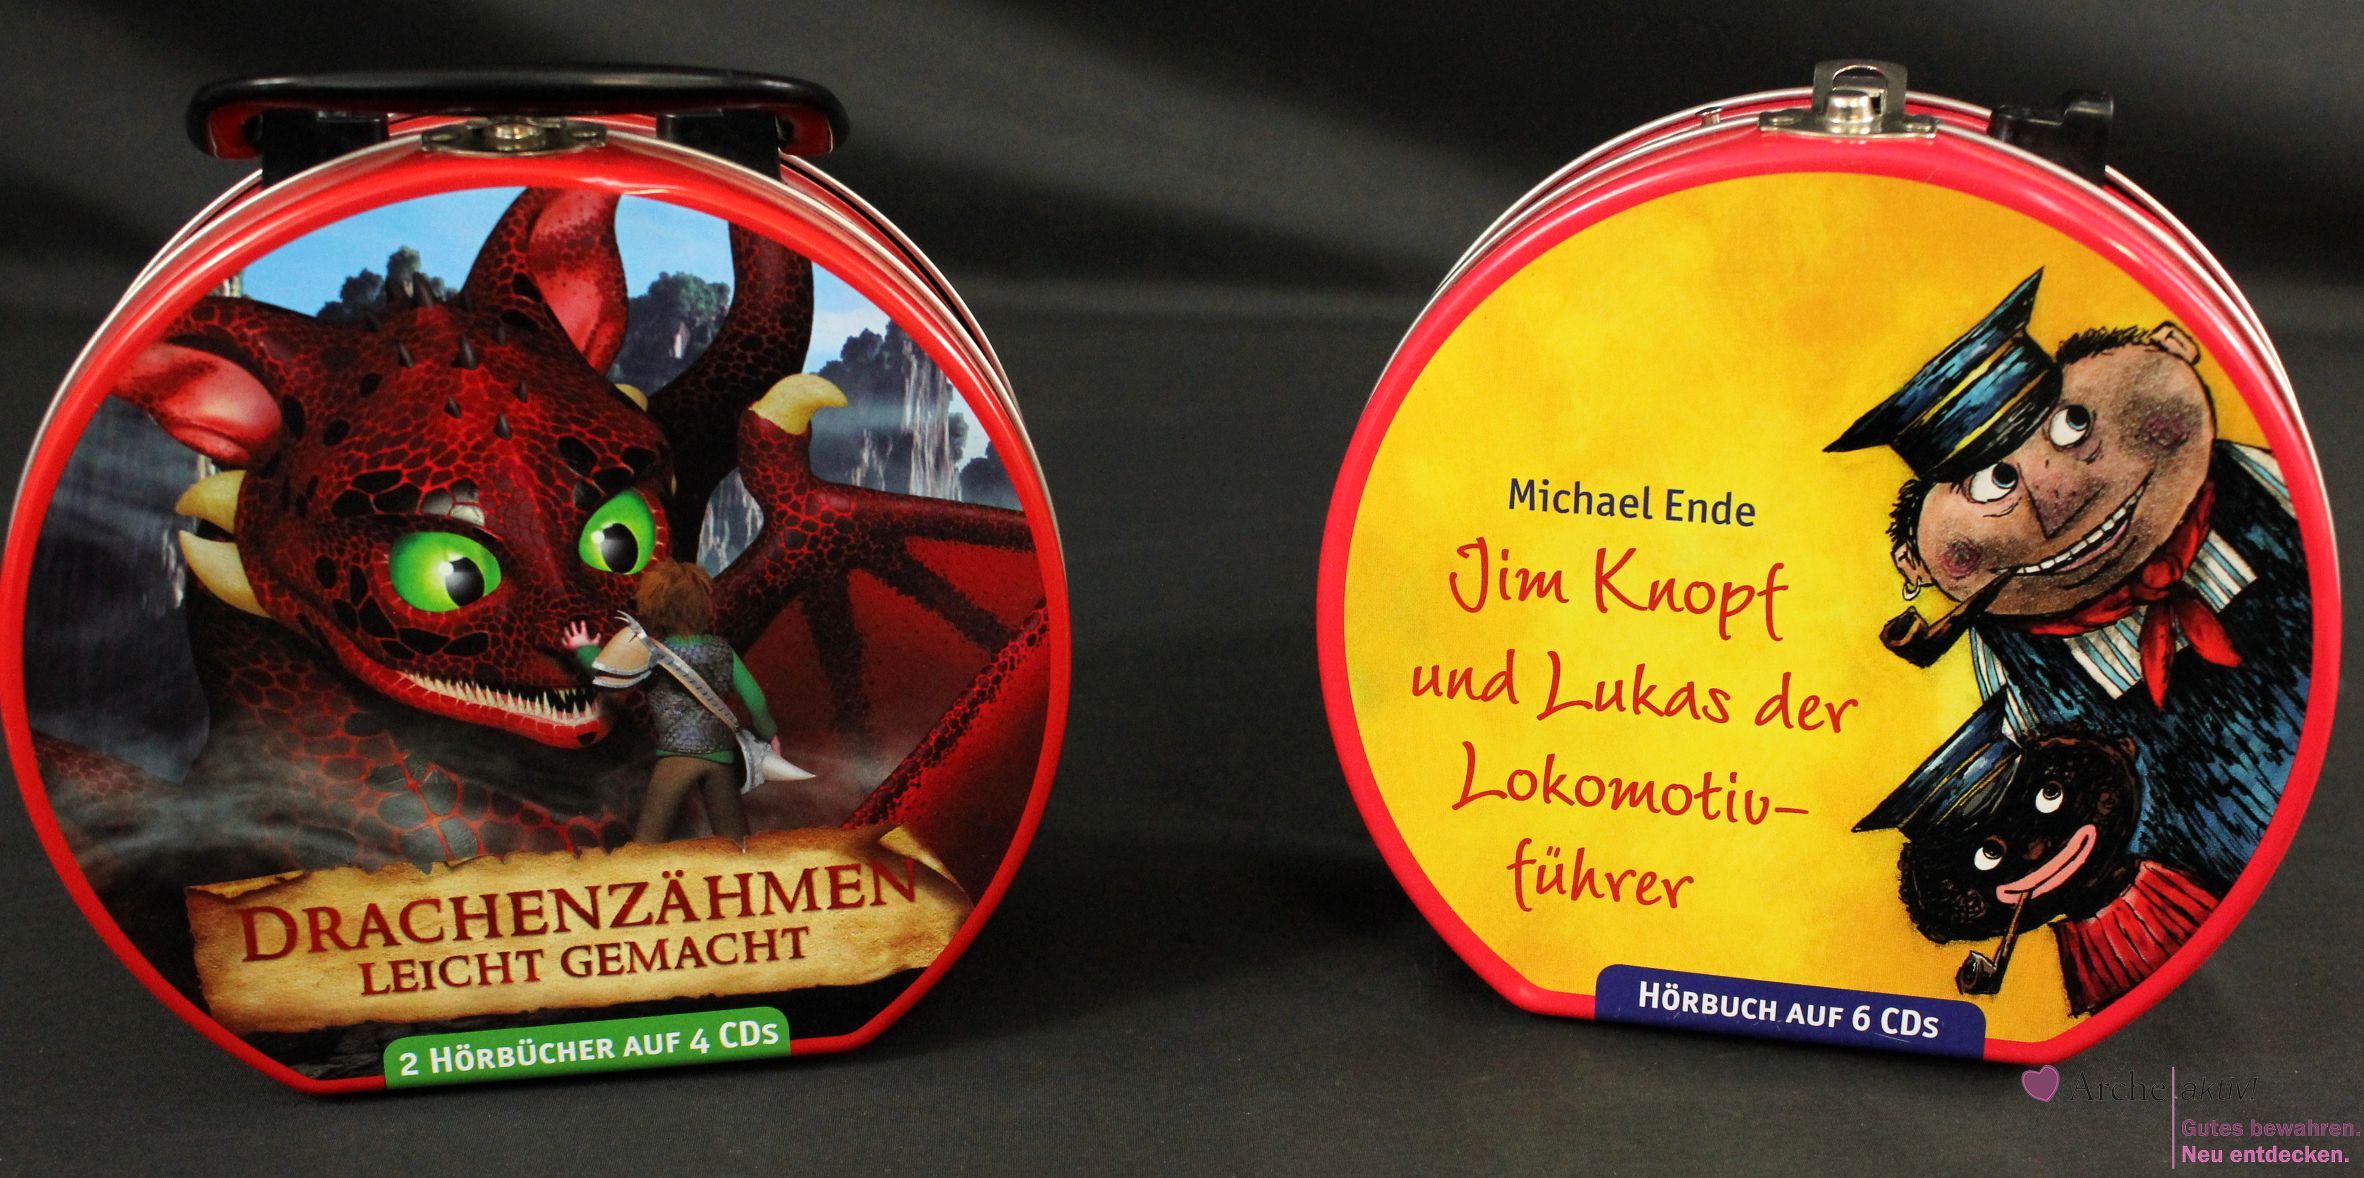 DRACHENZÄHMEN
LEICHT GEMACHT
2 HÖRBÜCHER AUF 4 CDs
Michael Ende
Jim Knopf
und Lukas der
Lokomotiv-
führer
HÖRBUCH AUF 6 CDs
Arche aktiv!
Gutes bewahren.
Neu entdecken.